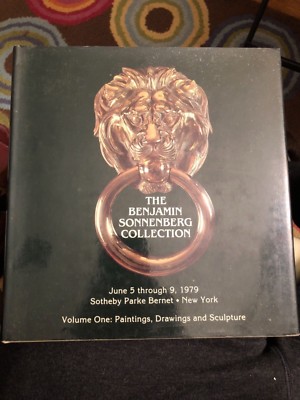 THE
BENJAMIN
SONNENBERG
COLLECTION
June 5 through 9, 1979
Sotheby Parke Bernet • New York
Volume One: Paintings, Drawings and Sculpture